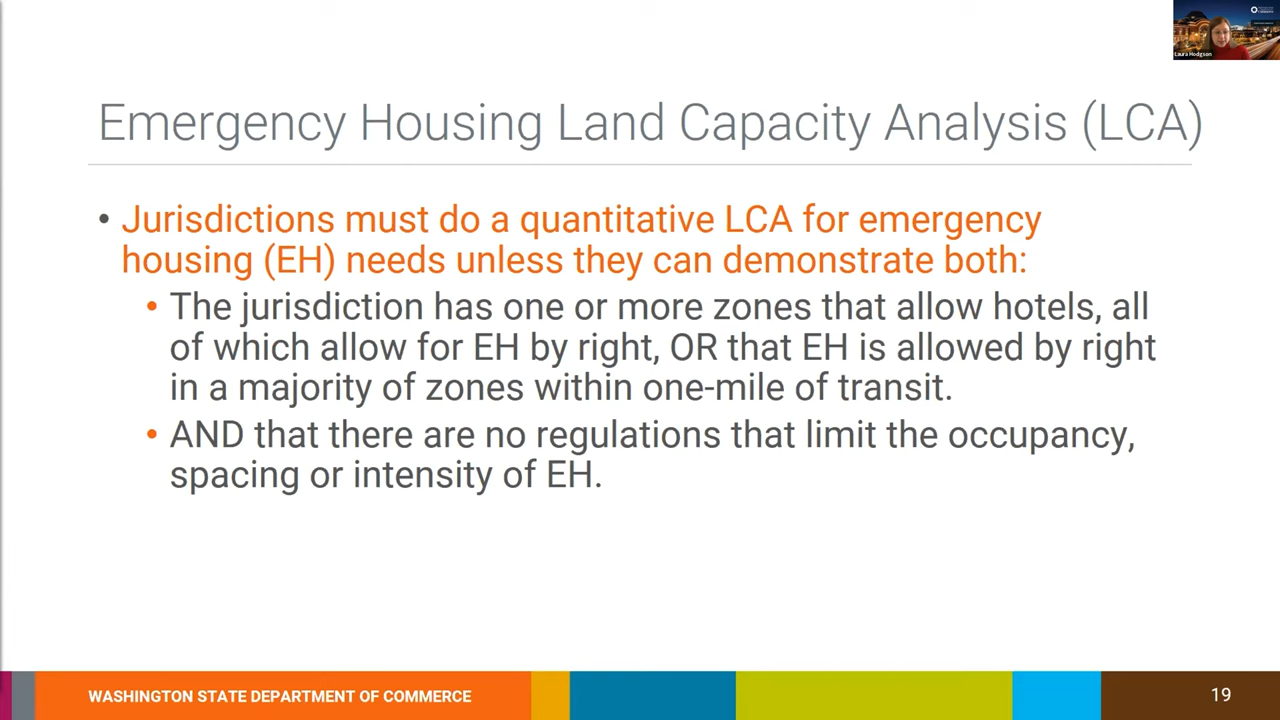 Laura Hodgson
Emergency Housing Land Capacity Analysis (LCA)
• Jurisdictions must do a quantitative LCA for emergency
housing (EH) needs unless they can demonstrate both:
• The jurisdiction has one or more zones that allow hotels, all
of which allow for EH by right, OR that EH is allowed by right
in a majority of zones within one-mile of transit.
• AND that there are no regulations that limit the occupancy,
spacing or intensity of EH.
WASHINGTON STATE DEPARTMENT OF COMMERCE
19